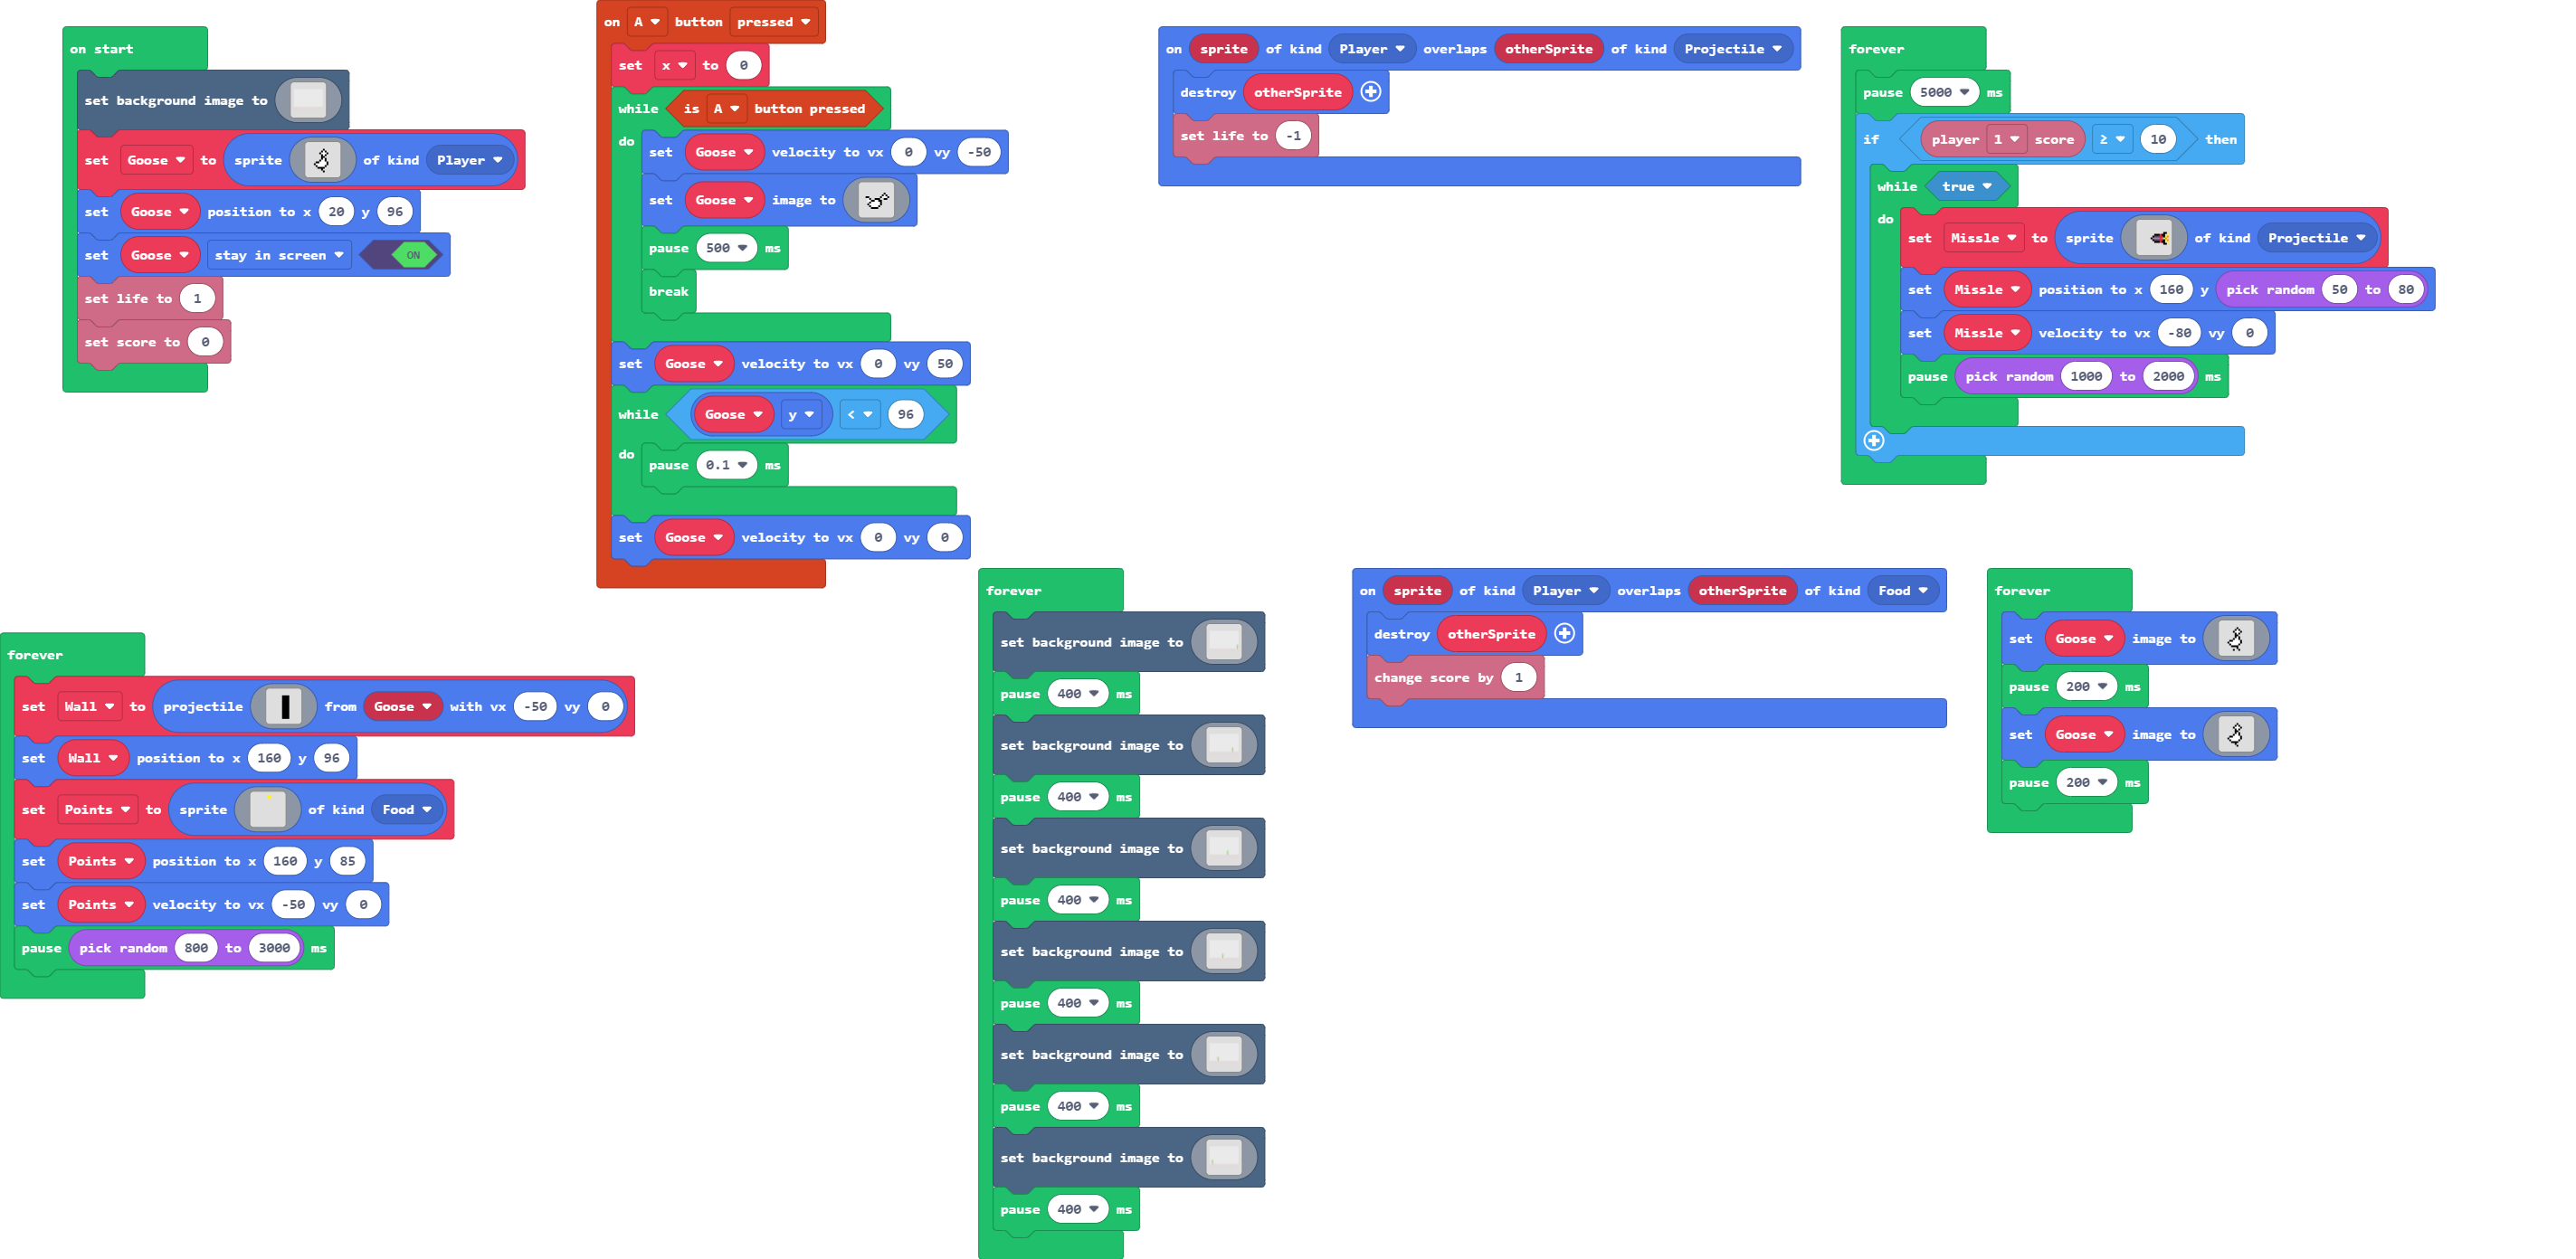 on start
set background image to
set Goose to sprite of kind Player
set Goose position to x 20 y 96
set Goose stay in screen ON
set life to 1
set score to 0
on A button pressed
set x to 0
while is A button pressed
do set Goose velocity to vx 0 vy -50
set Goose image to
pause 500 ms
break
set Goose velocity to vx 0 vy 50
while Goose y < 96
do pause 0.1 ms
set Goose velocity to vx 0 vy 0
on sprite of kind Player overlaps otherSprite of kind Projectile
destroy otherSprite
set life to -1
forever
pause 5000 ms
if player 1 score ≥ 10 then
while true
do set Missle to sprite of kind Projectile
set Missle position to x 160 y pick random 50 to 80
set Missle velocity to vx -80 vy 0
pause pick random 1000 to 2000 ms
forever
set Wall to projectile from Goose with vx -50 vy 0
set Wall position to x 160 y 96
set Points to sprite of kind Food
set Points position to x 160 y 85
set Points velocity to vx -50 vy 0
pause pick random 800 to 3000 ms
forever
set background image to
pause 400 ms
set background image to
pause 400 ms
set background image to
pause 400 ms
set background image to
pause 400 ms
set background image to
pause 400 ms
set background image to
pause 400 ms
on sprite of kind Player overlaps otherSprite of kind Food
destroy otherSprite
change score by 1
forever
set Goose image to
pause 200 ms
set Goose image to
pause 200 ms